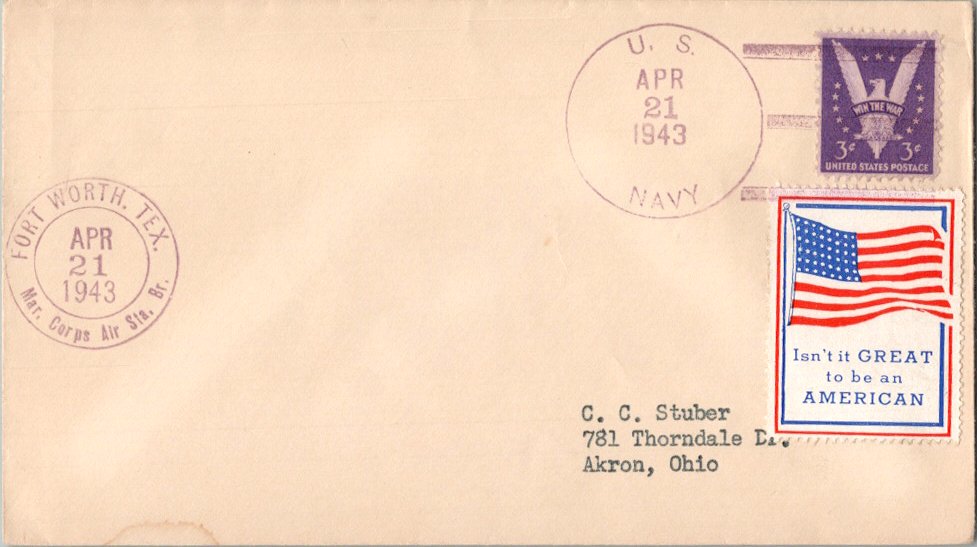 U. S.
APR
21
1943
NAVY
WIN THE WAR
3¢ 3¢
UNITED STATES POSTAGE
FORT WORTH, TEX.
APR
21
1943
Mar. Corps Air Sta. Br.
Isn't it GREAT
to be an
AMERICAN
C. C. Stuber
781 Thorndale Dr.
Akron, Ohio